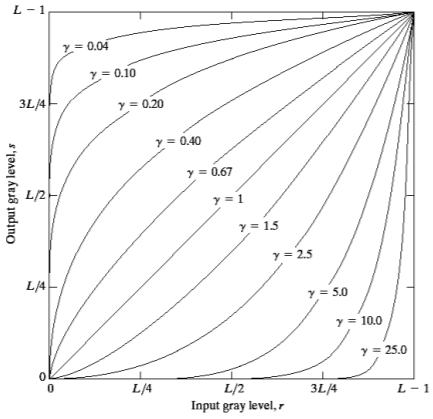 L − 1
γ = 0.04
γ = 0.10
3L/4
γ = 0.20
γ = 0.40
γ = 0.67
L/2
γ = 1
γ = 1.5
γ = 2.5
L/4
γ = 5.0
γ = 10.0
γ = 25.0
0
0
L/4
L/2
3L/4
L − 1
Input gray level, r
Output gray level, s